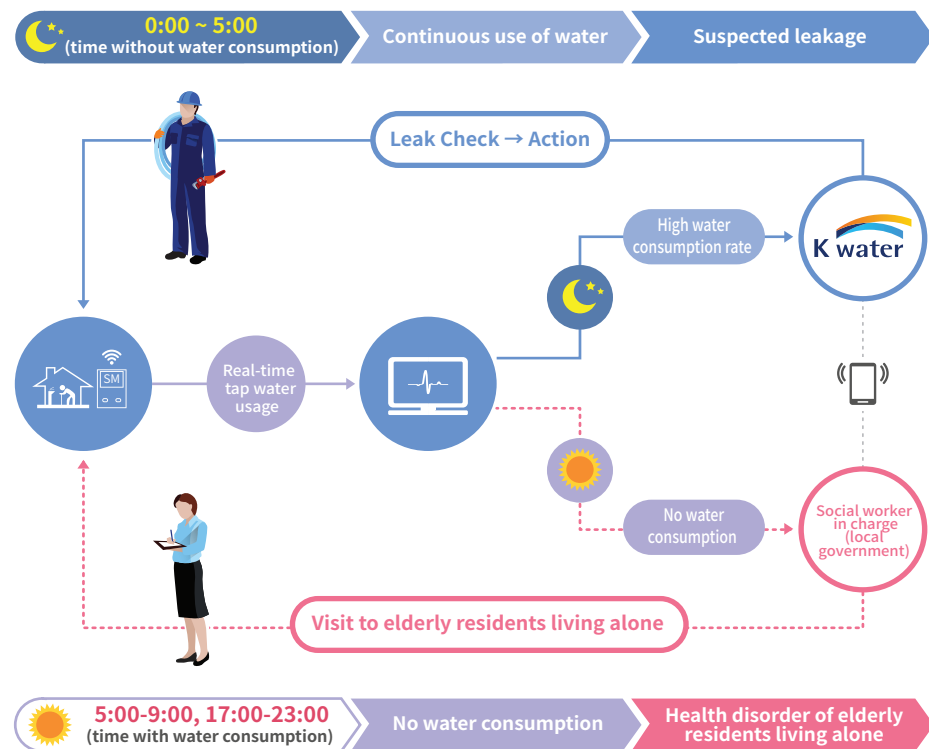 0:00 ~ 5:00
(time without water consumption)
Continuous use of water
Suspected leakage
Leak Check → Action
High water
consumption rate
K water
SM
Real-time
tap water
usage
No water
consumption
Social worker
in charge
(local
government)
Visit to elderly residents living alone
5:00-9:00, 17:00-23:00
(time with water consumption)
No water consumption
Health disorder of elderly
residents living alone